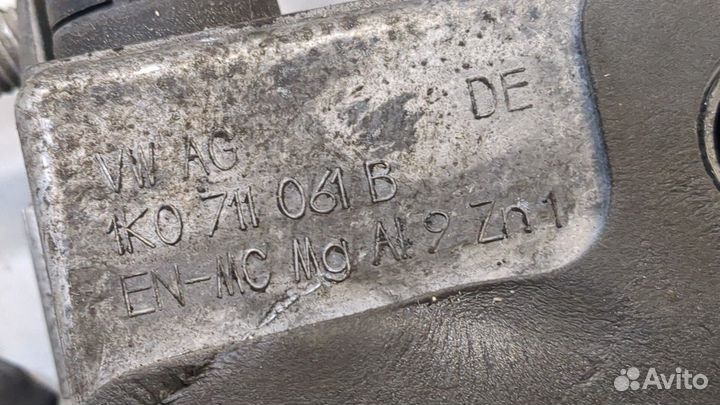 DE
VW AG
1K0 711 061 B
EN-MC Mg Al 9 Zn 1
Avito